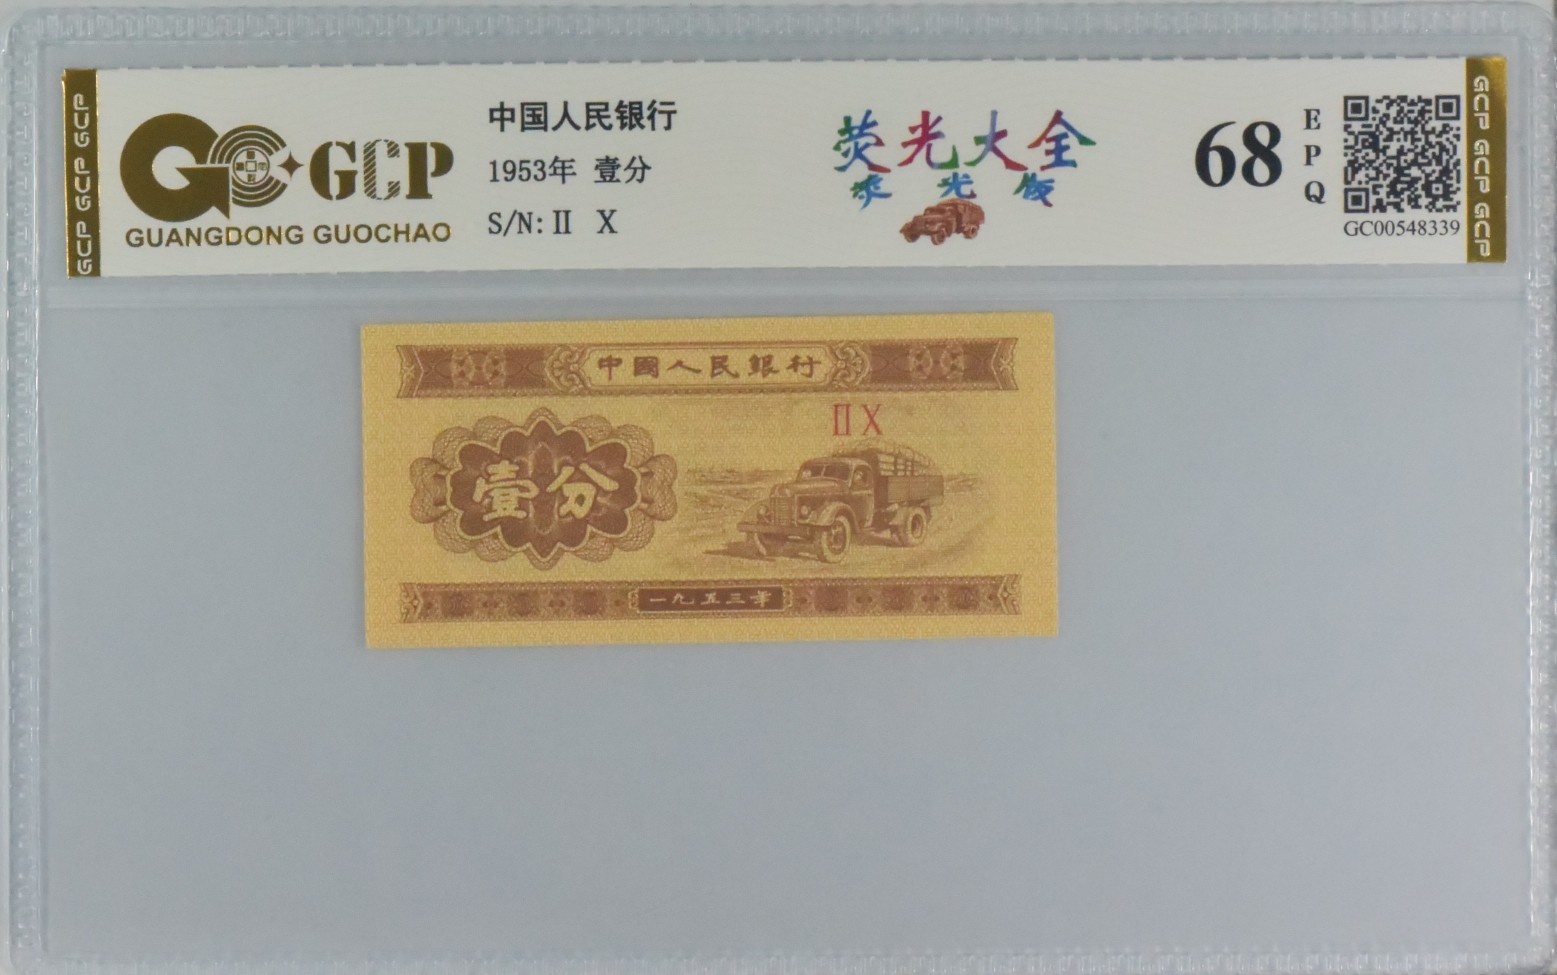 GCP GCP GCP
GCP
GUANGDONG GUOCHAO
中国人民银行
1953年 壹分
S/N: II X
荧光大全
荧光版
68
E
P
Q
GC00548339
GCP GCP GCP
中國人民銀行
II X
壹分
一九五三年